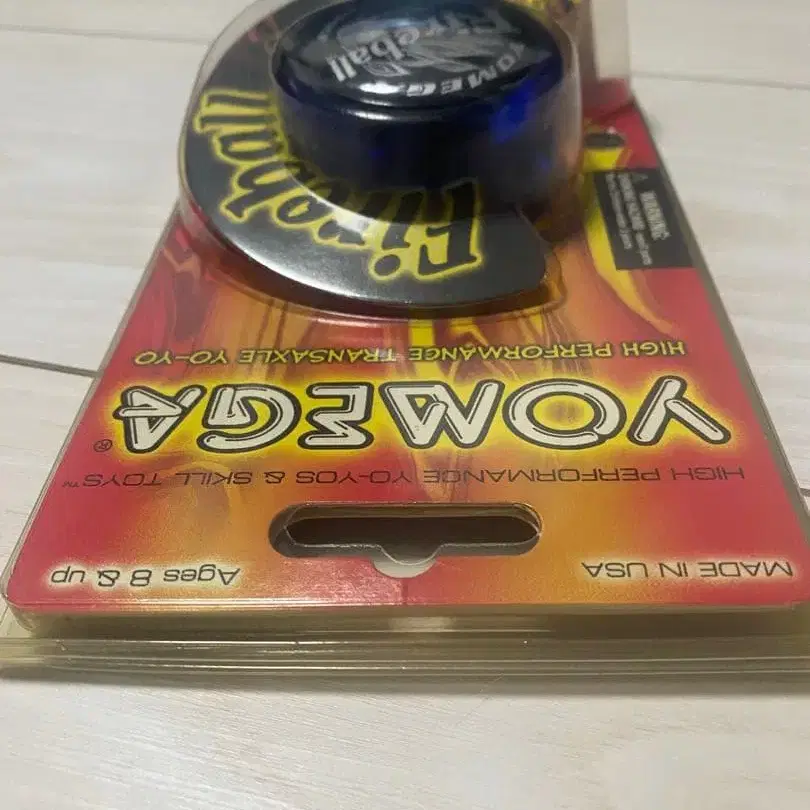 MADE IN USA
Ages 8 & up
HIGH PERFORMANCE YO-YOS & SKILL TOYS™
YOMEGA®
HIGH PERFORMANCE TRANSAXLE YO-YO
⚠ WARNING:
Fireball
Fireball
YOMEGA